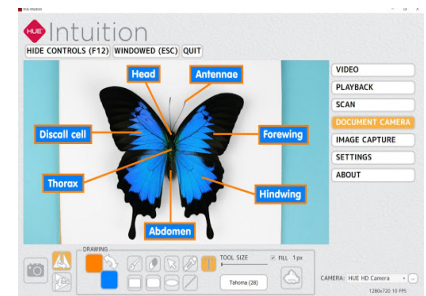 HUE Intuition
HUE Intuition
HIDE CONTROLS (F12) WINDOWED (ESC) QUIT
Head
Antennae
Discall cell
Forewing
Thorax
Hindwing
Abdomen
VIDEO
PLAYBACK
SCAN
DOCUMENT CAMERA
IMAGE CAPTURE
SETTINGS
ABOUT
DRAWING
TOOL SIZE
FILL 1px
Tahoma (28)
CAMERA: HUE HD Camera
1280x720 10 FPS